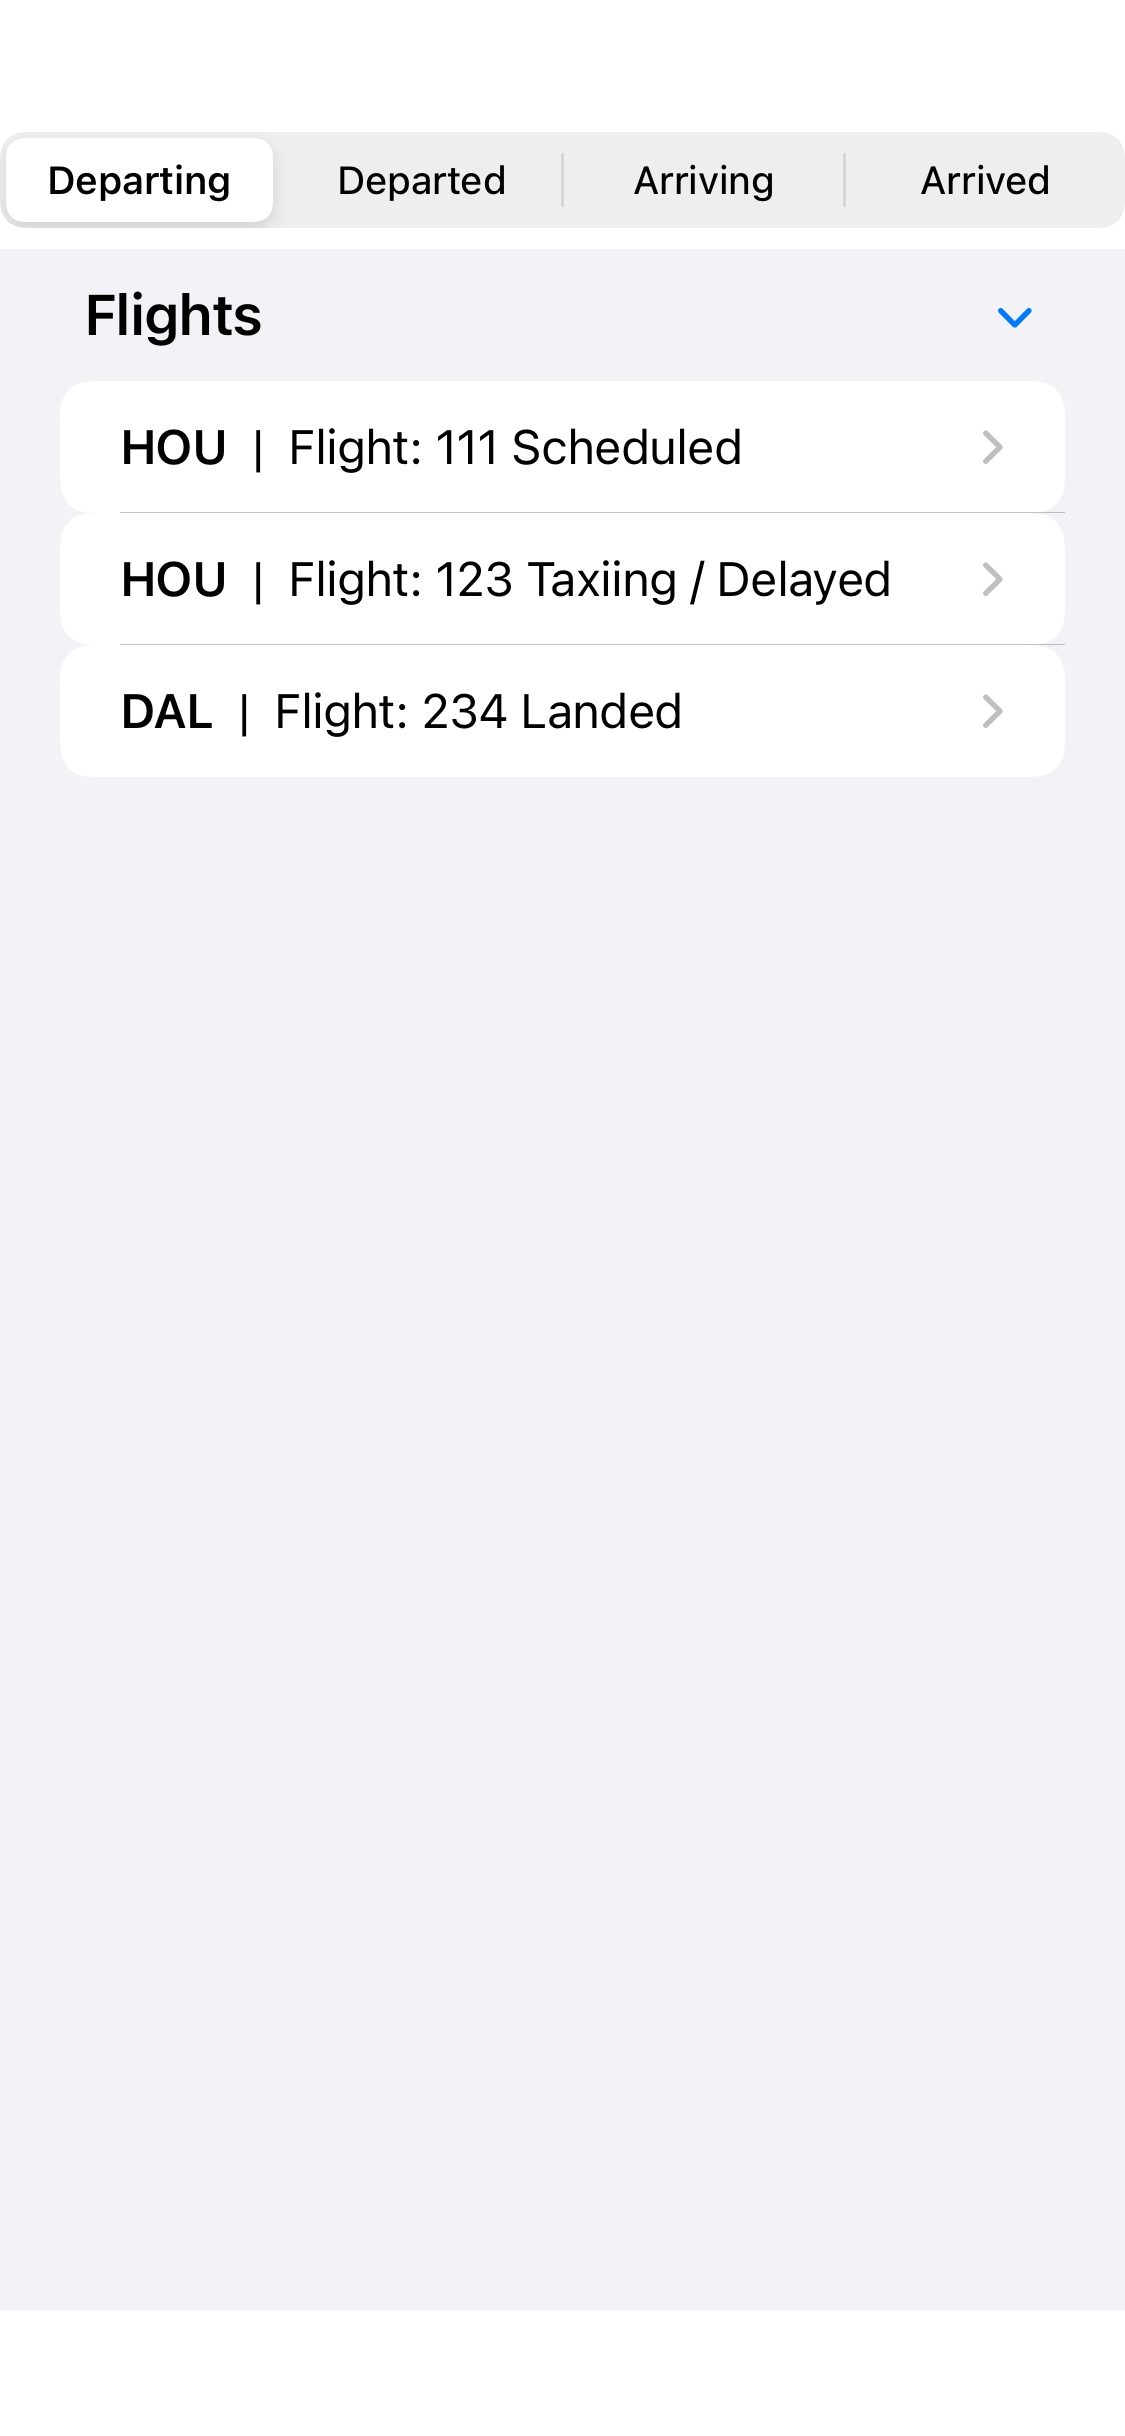 Departing Departed Arriving Arrived
Flights
HOU | Flight: 111 Scheduled
HOU | Flight: 123 Taxiing / Delayed
DAL | Flight: 234 Landed